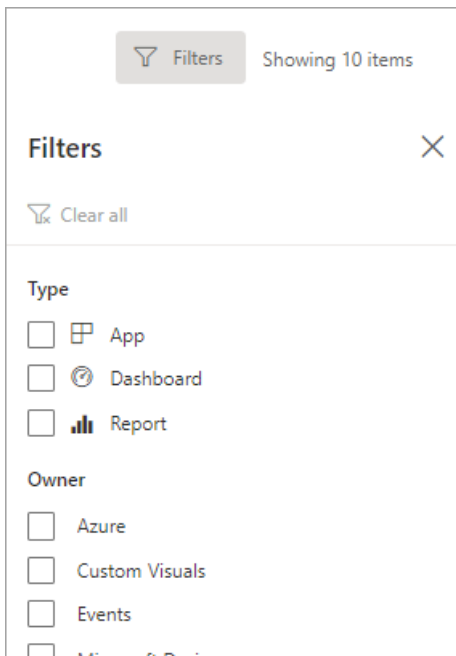 Filters Showing 10 items
Filters
Clear all
Type
App
Dashboard
Report
Owner
Azure
Custom Visuals
Events